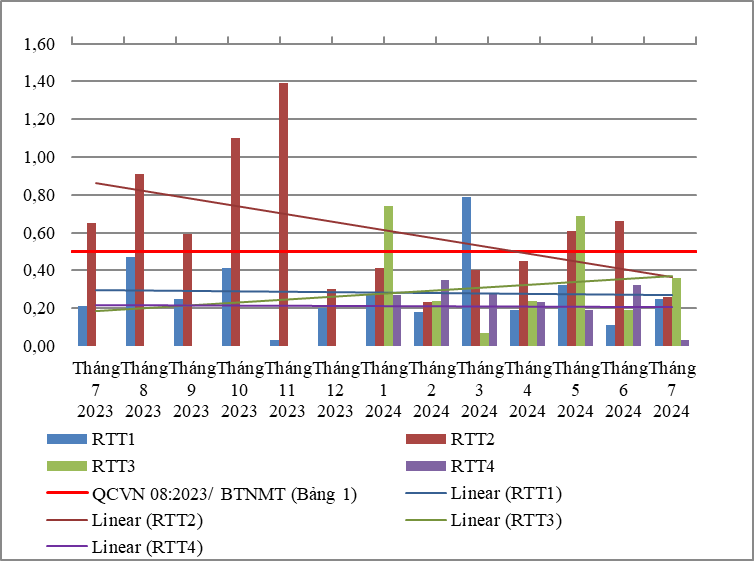 1,60
1,40
1,20
1,00
0,80
0,60
0,40
0,20
0,00
Tháng Tháng Tháng Tháng Tháng Tháng Tháng Tháng Tháng Tháng Tháng Tháng Tháng
7 8 9 10 11 12 1 2 3 4 5 6 7
2023 2023 2023 2023 2023 2023 2024 2024 2024 2024 2024 2024 2024
RTT1 RTT2
RTT3 RTT4
QCVN 08:2023/ BTNMT (Bảng 1) Linear (RTT1)
Linear (RTT2) Linear (RTT3)
Linear (RTT4)